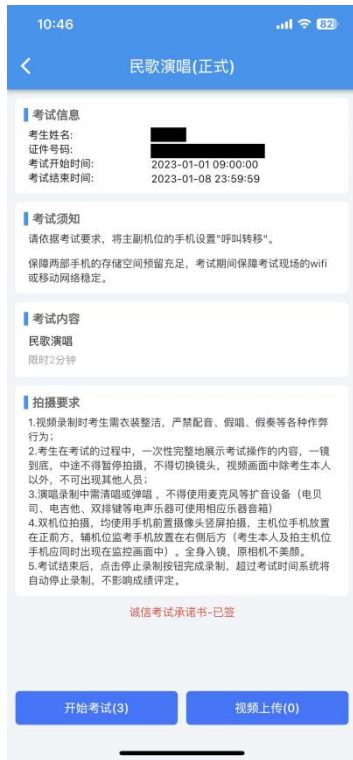 10:46
82
民歌演唱(正式)
考试信息
考生姓名:
证件号码:
考试开始时间: 2023-01-01 09:00:00
考试结束时间: 2023-01-08 23:59:59
考试须知
请依据考试要求，将主副机位的手机设置"呼叫转移"。
保障两部手机的存储空间预留充足，考试期间保障考试现场的wifi
或移动网络稳定。
考试内容
民歌演唱
限时2分钟
拍摄要求
1.视频录制时考生需衣装整洁，严禁配音、假唱、假奏等各种作弊
行为；
2.考生在考试的过程中，一次性完整地展示考试操作的内容，一镜
到底，中途不得暂停拍摄，不得切换镜头，视频画面中除考生本人
以外，不可出现其他人员；
3.演唱录制中需清唱或弹唱 ，不得使用麦克风等扩音设备（电贝
司、电吉他、双排键等电声乐器可使用相应乐器音箱）
4.双机位拍摄，均使用手机前置摄像头竖屏拍摄，主机位手机放置
在正前方，辅机位监考手机放置在右侧后方（考生本人及拍主机位
手机应同时出现在监控画面中）。全身入镜，原相机不美颜。
5.考试结束后，点击停止录制按钮完成录制，超过考试时间系统将
自动停止录制，不影响成绩评定。
诚信考试承诺书-已签
开始考试(3)
视频上传(0)